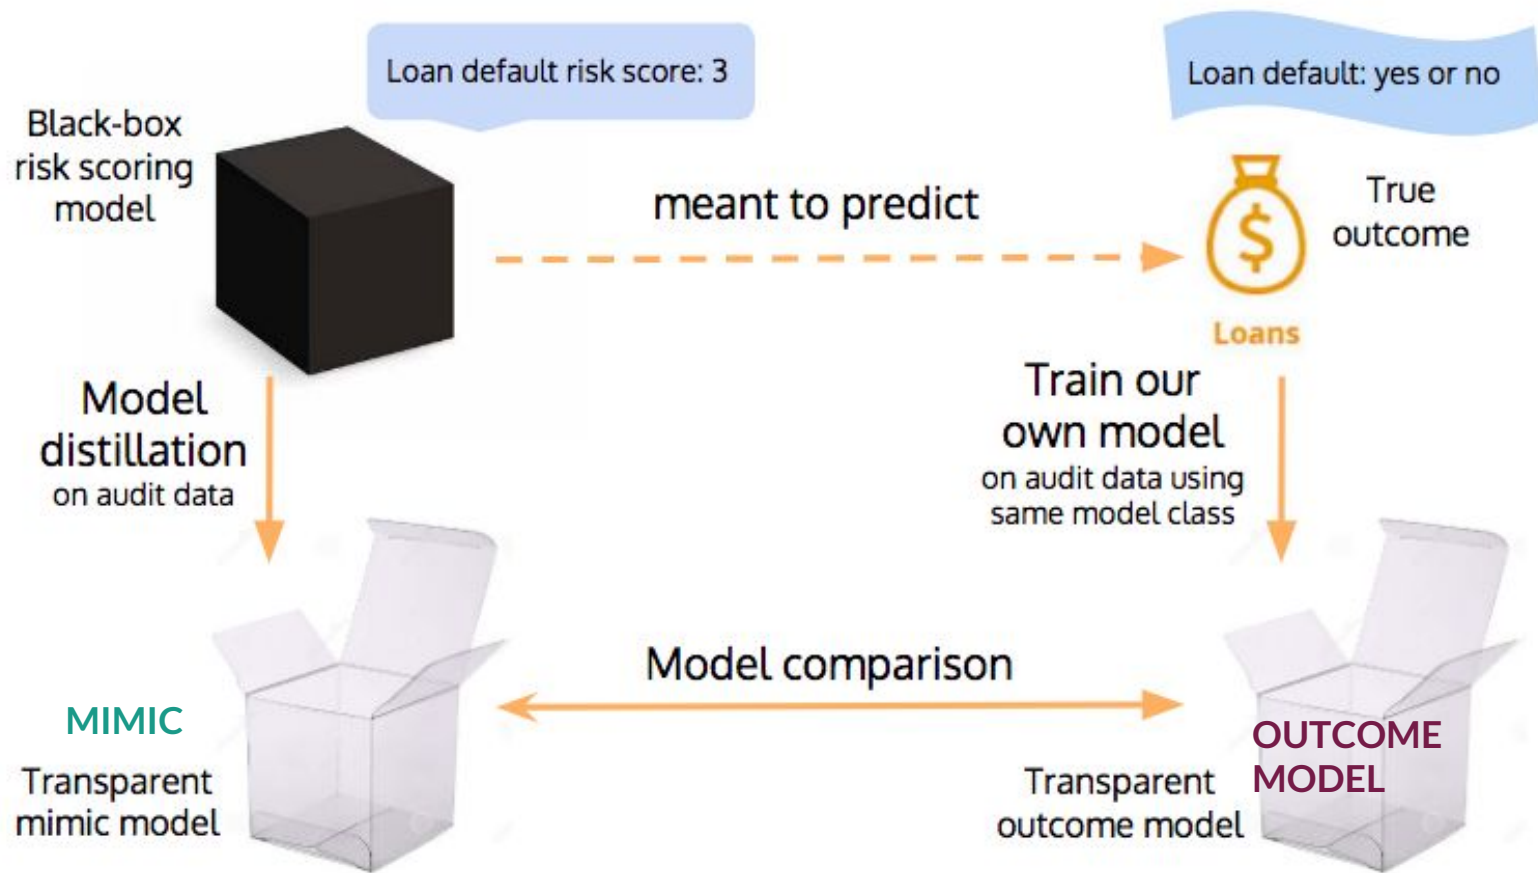 Loan default risk score: 3
Loan default: yes or no
Black-box
risk scoring
model
meant to predict
$
True
outcome
Loans
Model
distillation
on audit data
Train our
own model
on audit data using
same model class
Model comparison
MIMIC
Transparent
mimic model
OUTCOME
MODEL
Transparent
outcome model